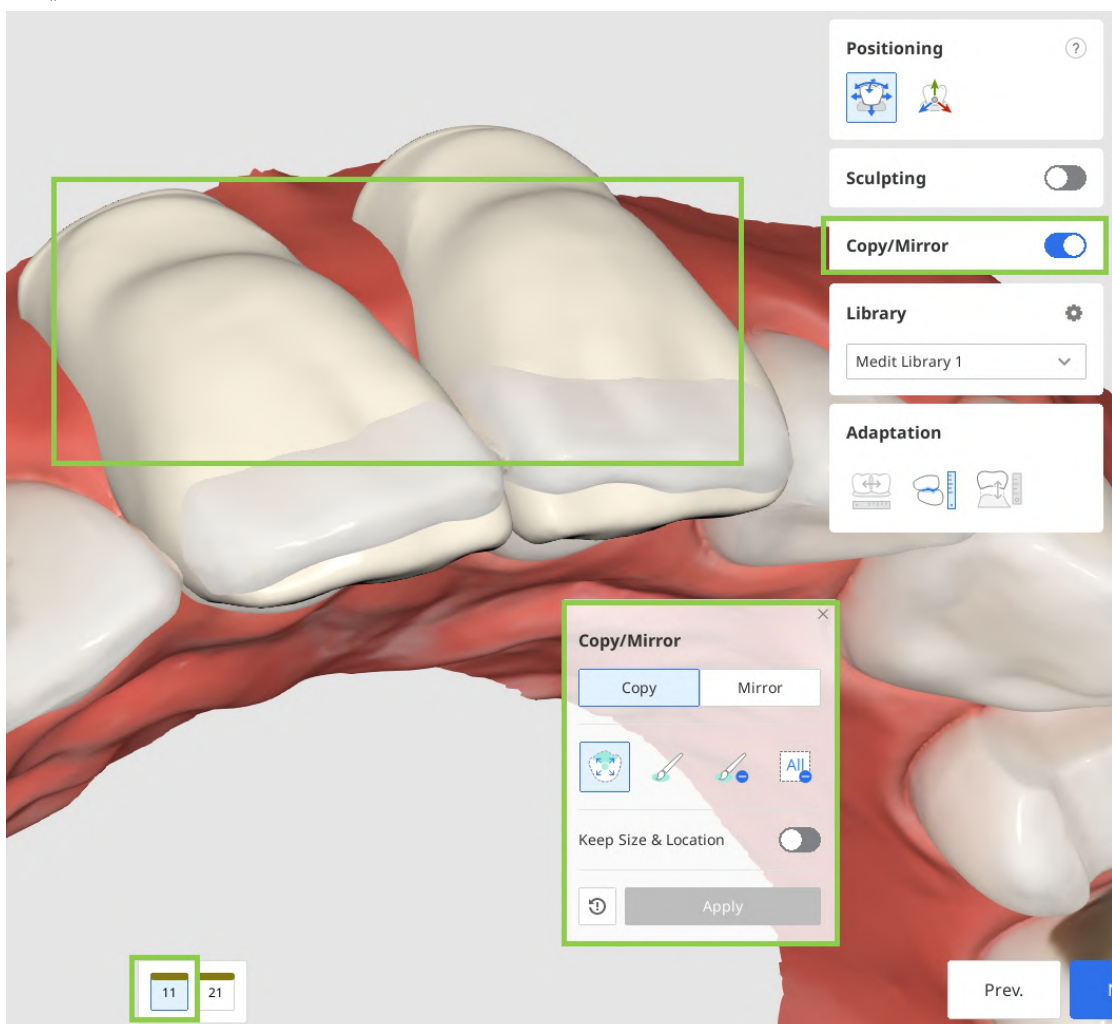 Positioning
?
Sculpting
Copy/Mirror
Library
Medit Library 1
Adaptation
Copy/Mirror
Copy Mirror
All
Keep Size & Location
Apply
11 21
Prev.